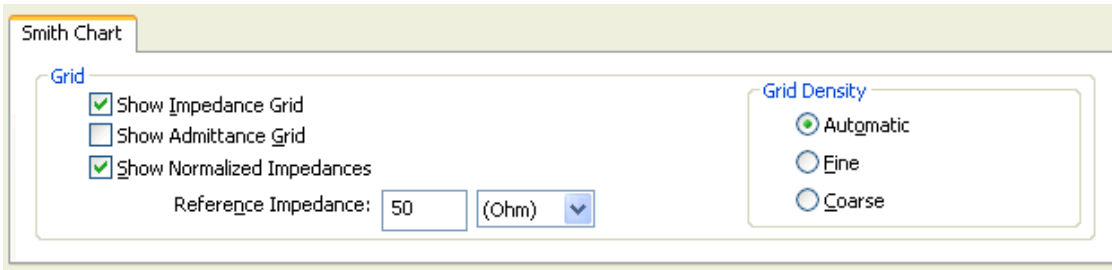 Smith Chart
Grid
Show Impedance Grid
Show Admittance Grid
Show Normalized Impedances
Reference Impedance: 50 (Ohm)
Grid Density
Automatic
Fine
Coarse